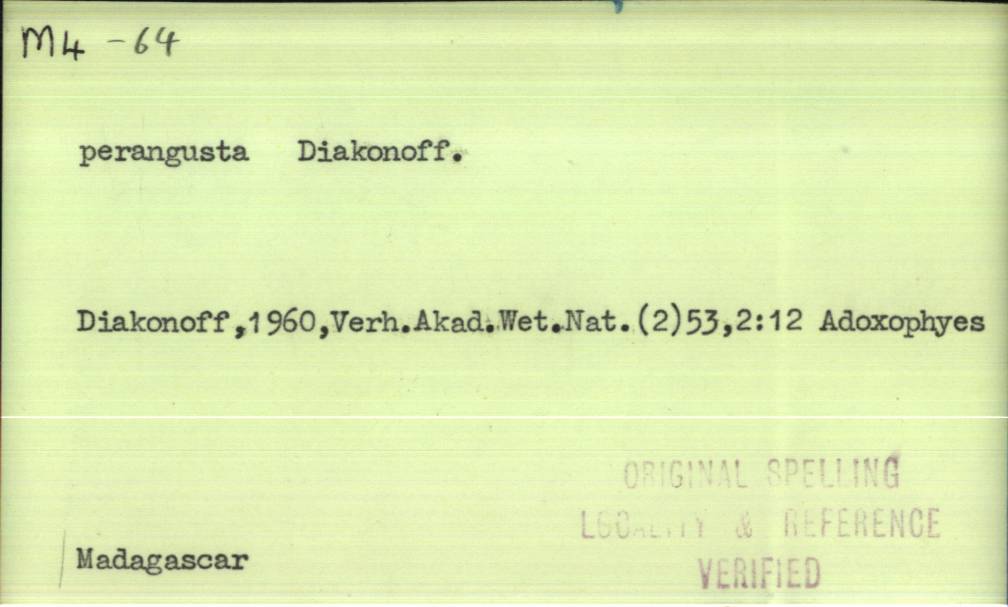 M4 -64
perangusta Diakonoff.
Diakonoff,1960,Verh.Akad.Wet.Nat.(2)53,2:12 Adoxophyes
ORIGINAL SPELLING
LOCALITY & REFERENCE
VERIFIED
Madagascar